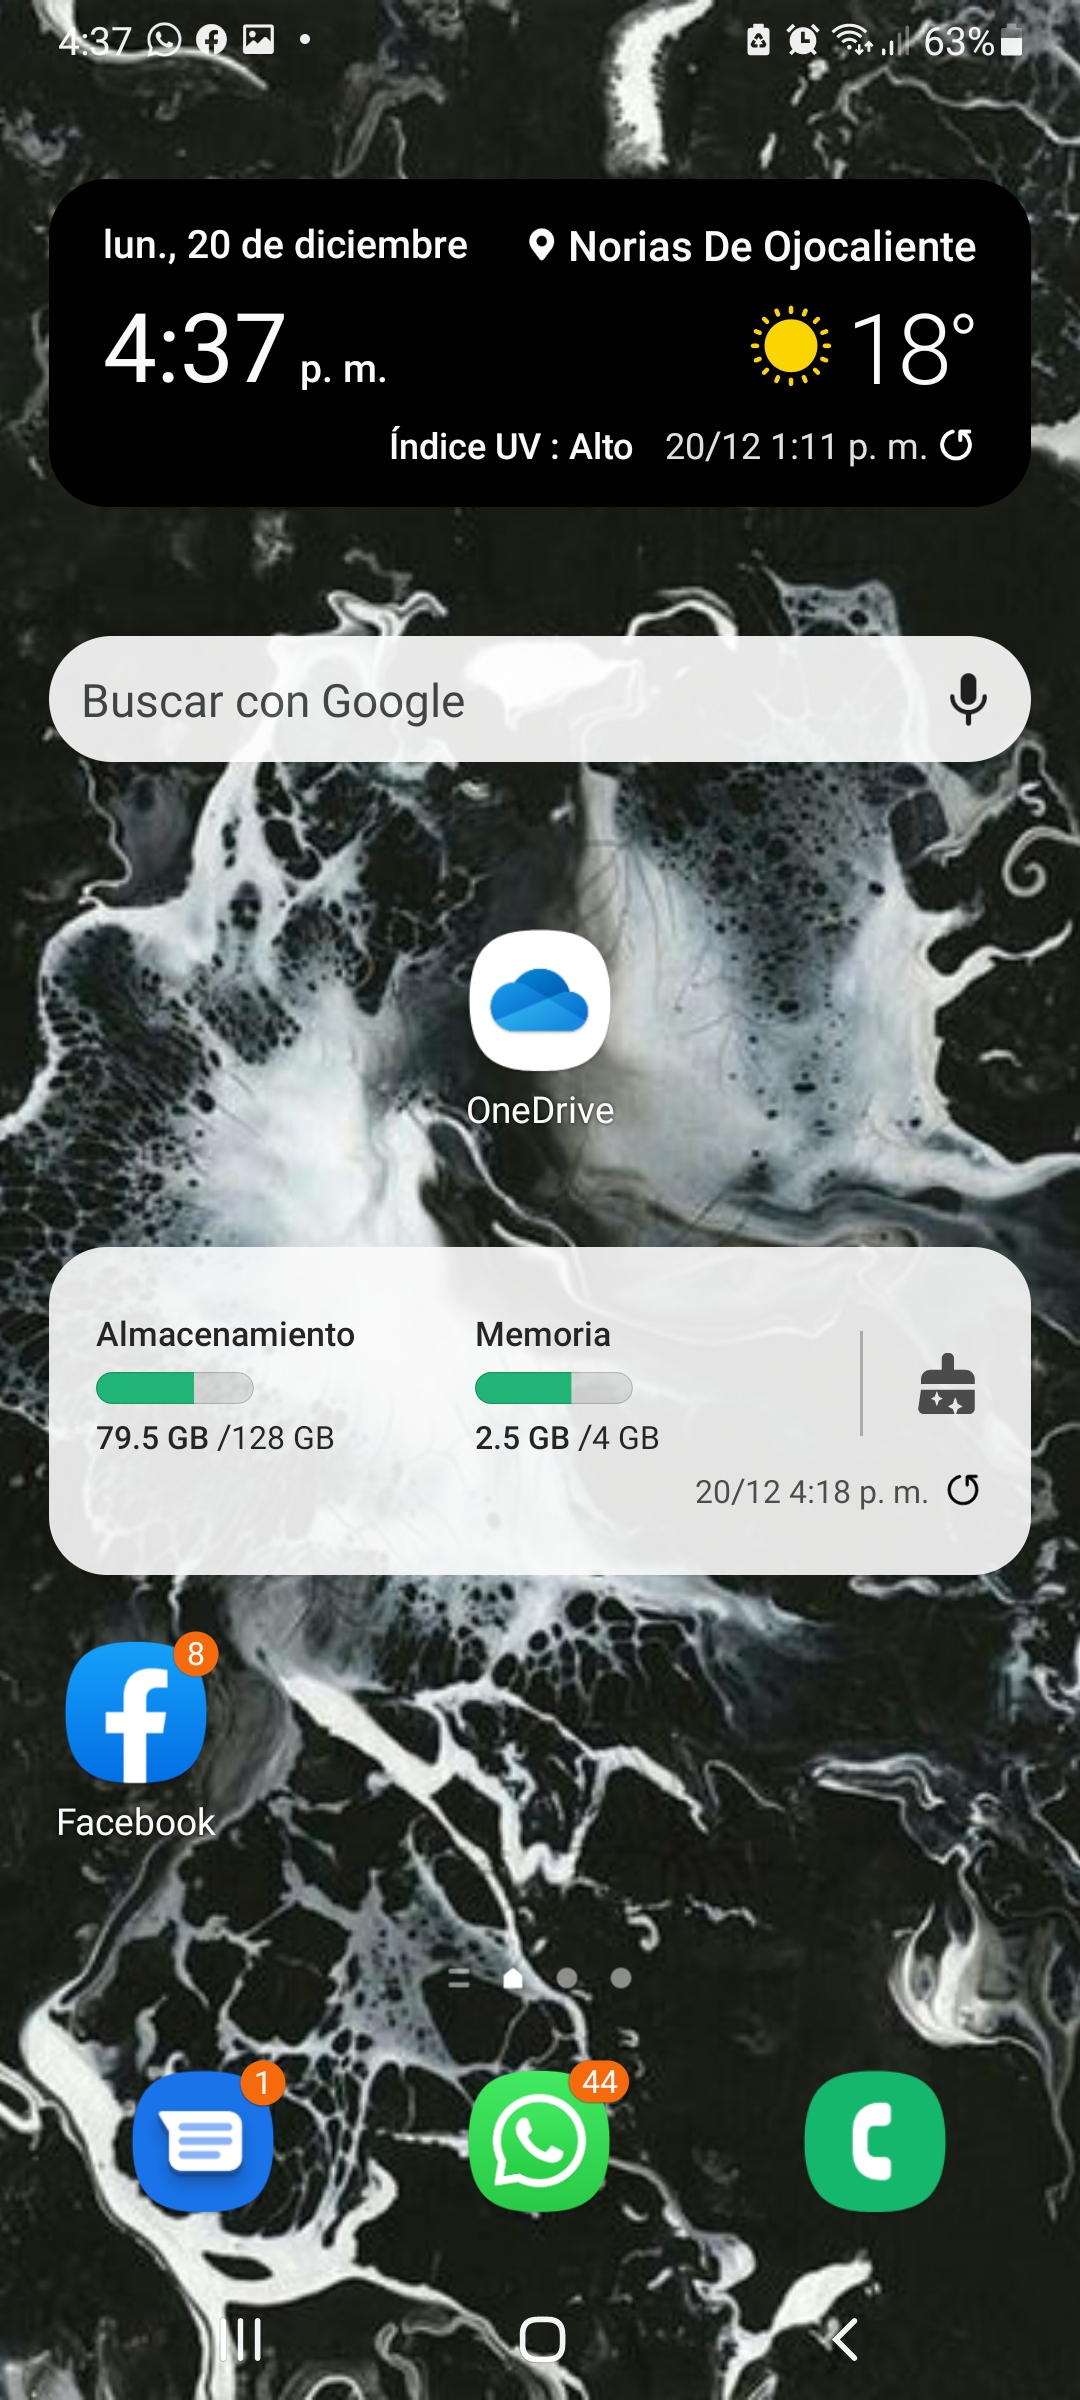 4:37
63%
lun., 20 de diciembre
Norias De Ojocaliente
4:37 p. m.
18°
Índice UV : Alto 20/12 1:11 p. m.
Buscar con Google
OneDrive
Almacenamiento
Memoria
79.5 GB /128 GB
2.5 GB /4 GB
20/12 4:18 p. m.
8
Facebook
1
44